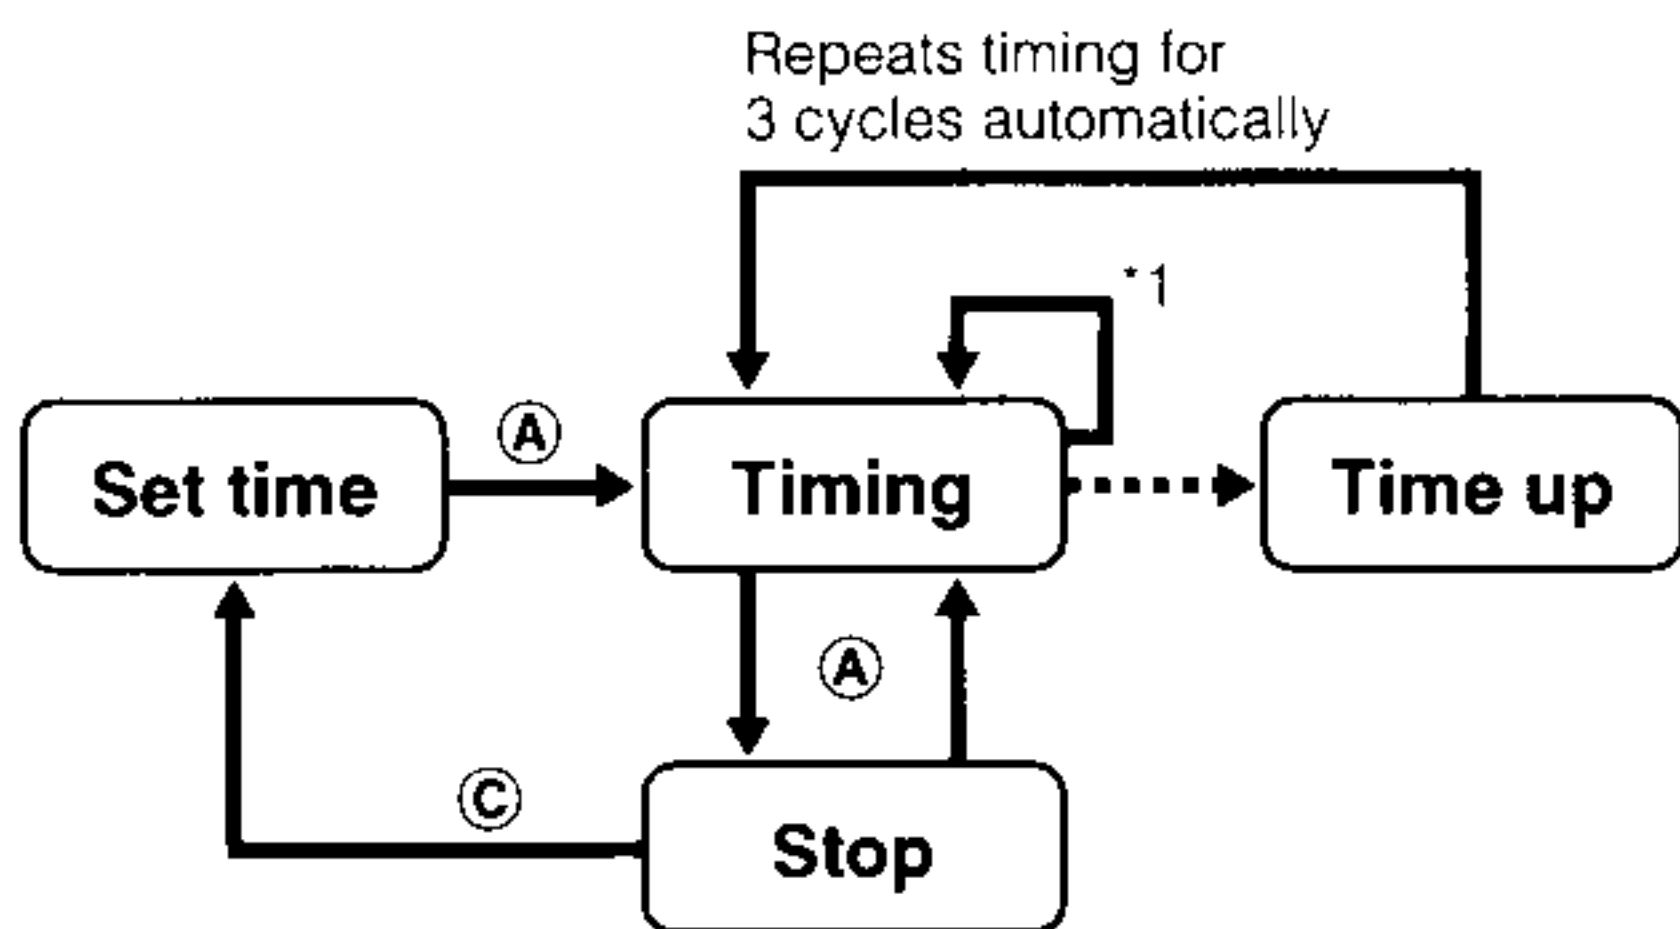 Repeats timing for
3 cycles automatically
*1
Set time
A
Timing
Time up
A
C
Stop